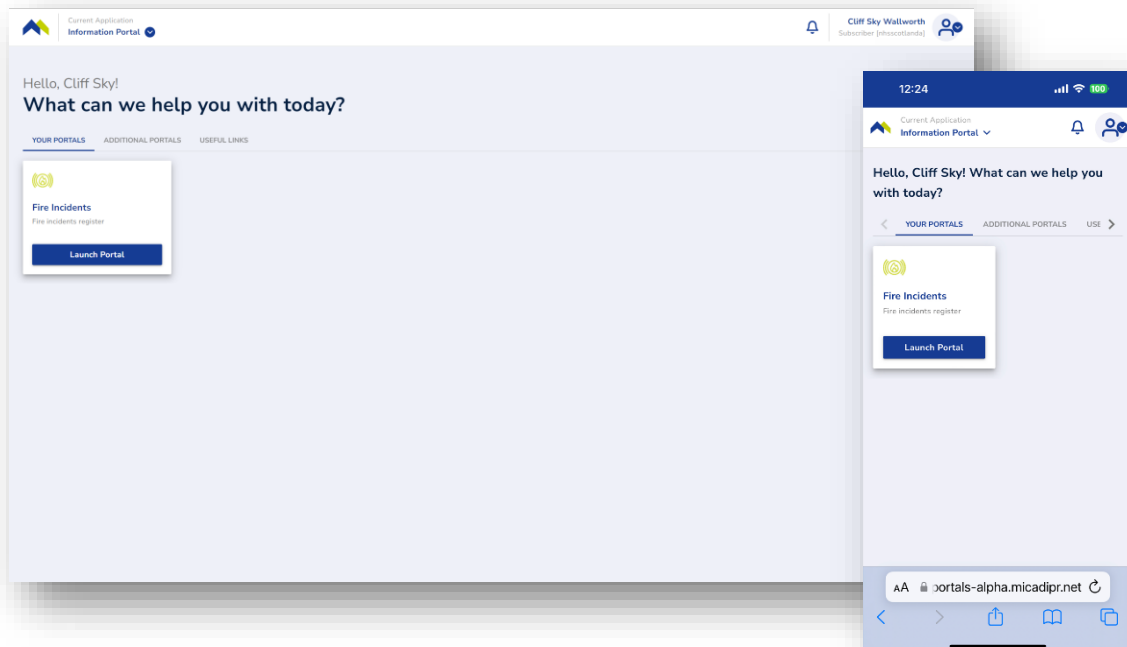 Current Application
Information Portal
Cliff Sky Wallworth
Subscriber [nhsscotlanda]
Hello, Cliff Sky!
What can we help you with today?
YOUR PORTALS ADDITIONAL PORTALS USEFUL LINKS
Fire Incidents
Fire incidents register
Launch Portal
12:24
100
Current Application
Information Portal
Hello, Cliff Sky! What can we help you
with today?
YOUR PORTALS ADDITIONAL PORTALS USE
Fire Incidents
Fire incidents register
Launch Portal
AA portals-alpha.micadipr.net